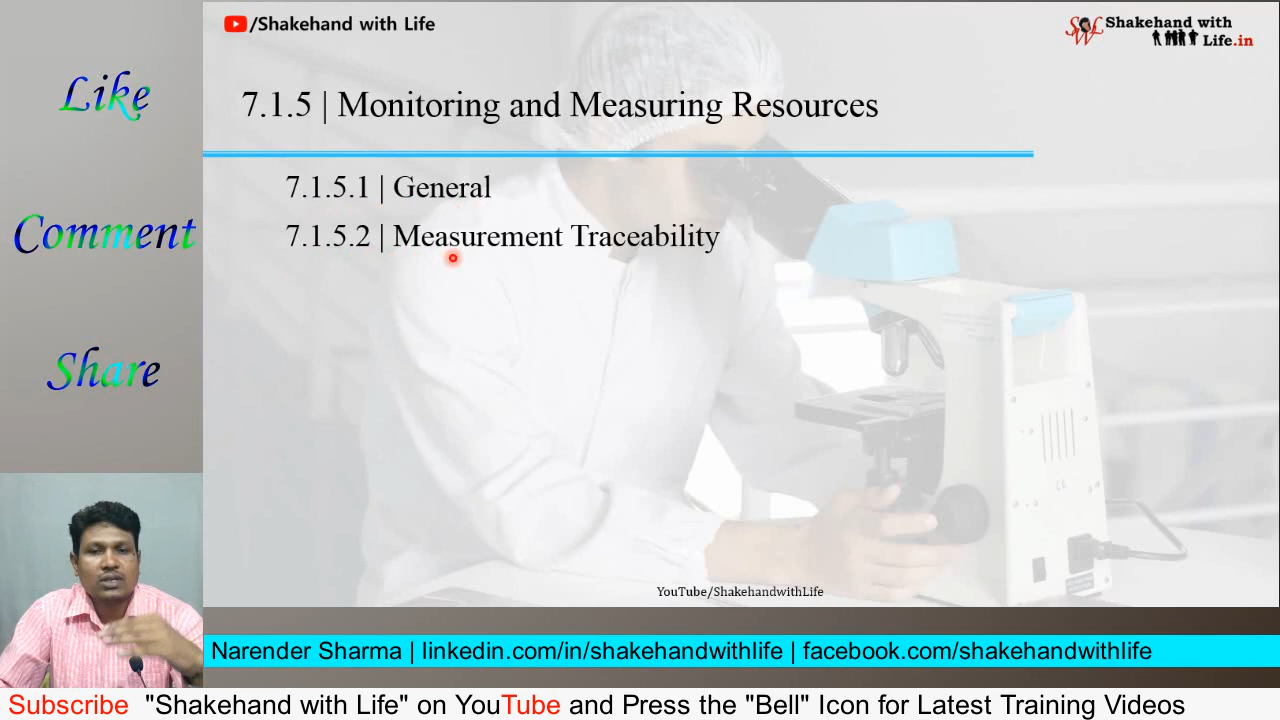 /Shakehand with Life
SWL Shakehand with
Life.in
Like
7.1.5 | Monitoring and Measuring Resources
7.1.5.1 | General
Comment
7.1.5.2 | Measurement Traceability
Share
CE
YouTube/ShakehandwithLife
Narender Sharma | linkedin.com/in/shakehandwithlife | facebook.com/shakehandwithlife
Subscribe "Shakehand with Life" on YouTube and Press the "Bell" Icon for Latest Training Videos